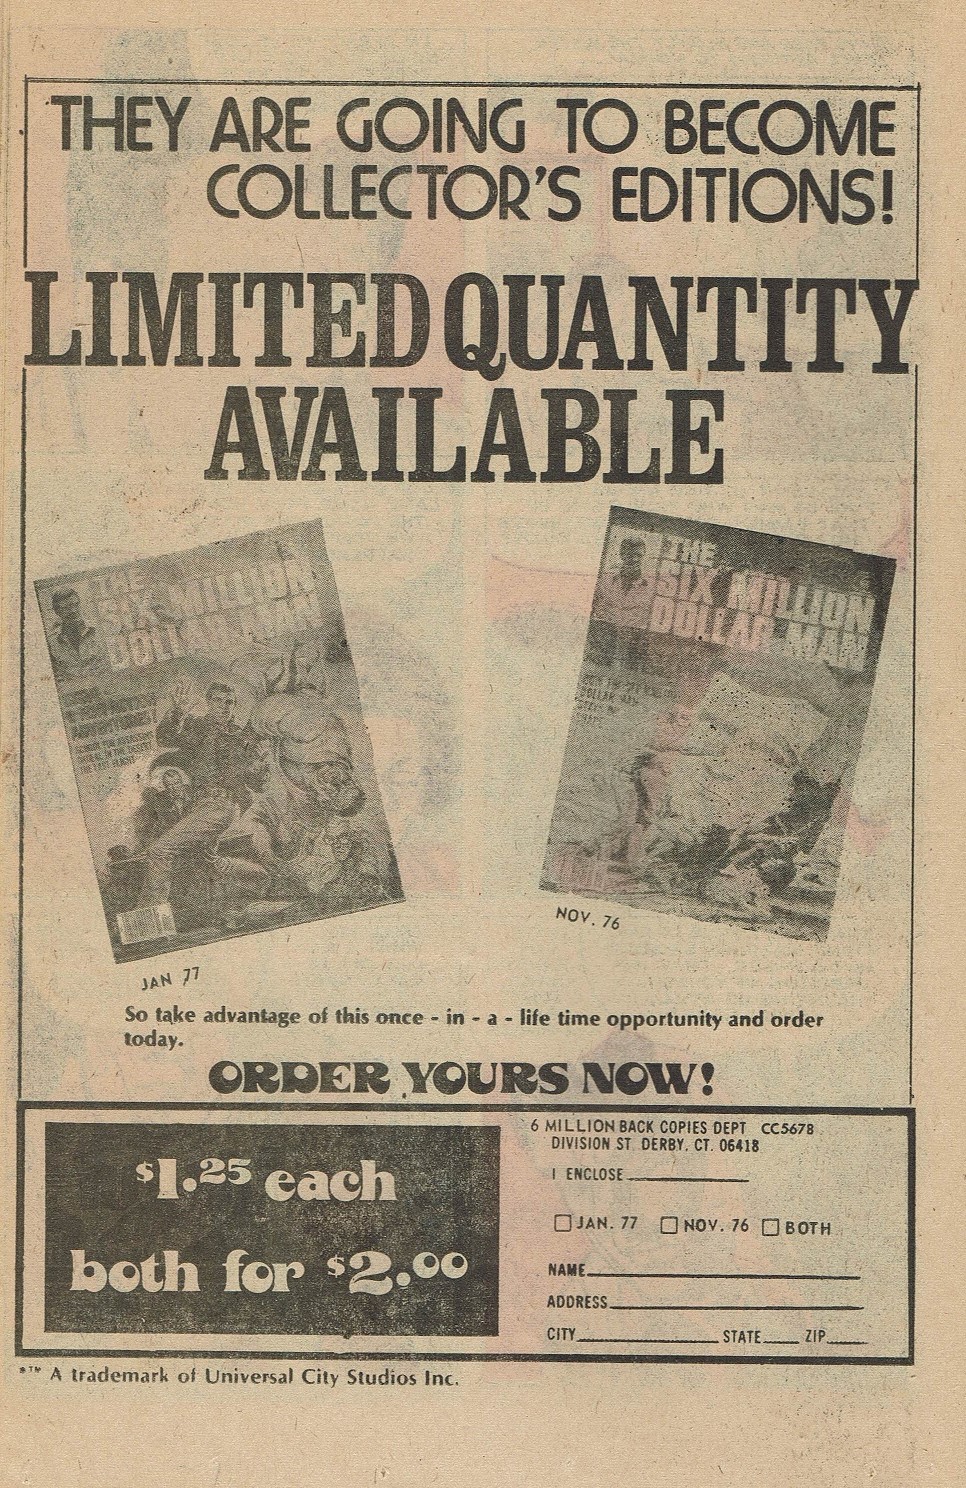 THEY ARE GOING TO BECOME
COLLECTOR'S EDITIONS!
LIMITED QUANTITY
AVAILABLE
THE
SIX MILLION
DOLLAR MAN
THE
SIX MILLION
DOLLAR MAN
JAN 77
NOV. 76
So take advantage of this once - in - a - life time opportunity and order
today.
ORDER YOURS NOW!
$1.25 each
both for $2.00
6 MILLION BACK COPIES DEPT CC5678
DIVISION ST. DERBY, CT. 06418
I ENCLOSE
JAN. 77 NOV. 76 BOTH
NAME
ADDRESS
CITY STATE ZIP
*™ A trademark of Universal City Studios Inc.